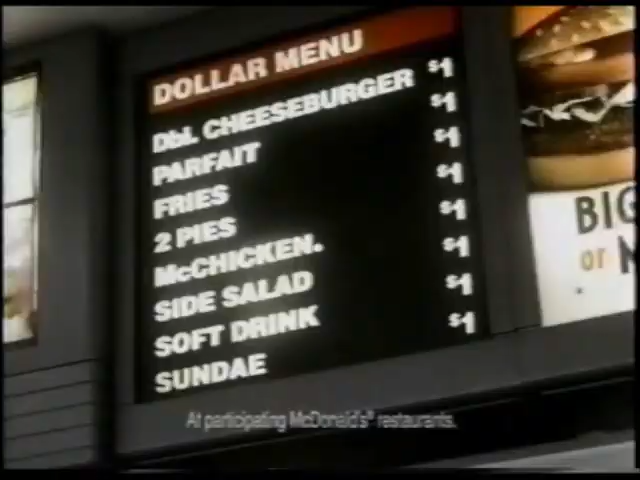 DOLLAR MENU
DbL CHEESEBURGER $1
PARFAIT $1
FRIES $1
2 PIES $1
McCHICKEN. $1
SIDE SALAD $1
SOFT DRINK $1
SUNDAE $1
BIG
or
At participating McDonald's® restaurants.